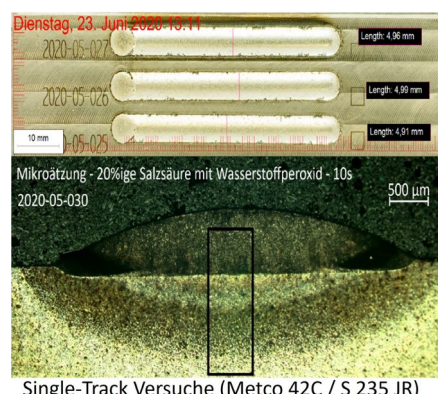 Dienstag, 23. Juni 2020 13:11
Length: 4,96 mm
2020-05-027
Length: 4,99 mm
2020-05-026
Length: 4,91 mm
10 mm
-05-025
Mikroätzung - 20%ige Salzsäure mit Wasserstoffperoxid - 10s
2020-05-030
500 µm
Single-Track Versuche (Metco 42C / S 235 JR)